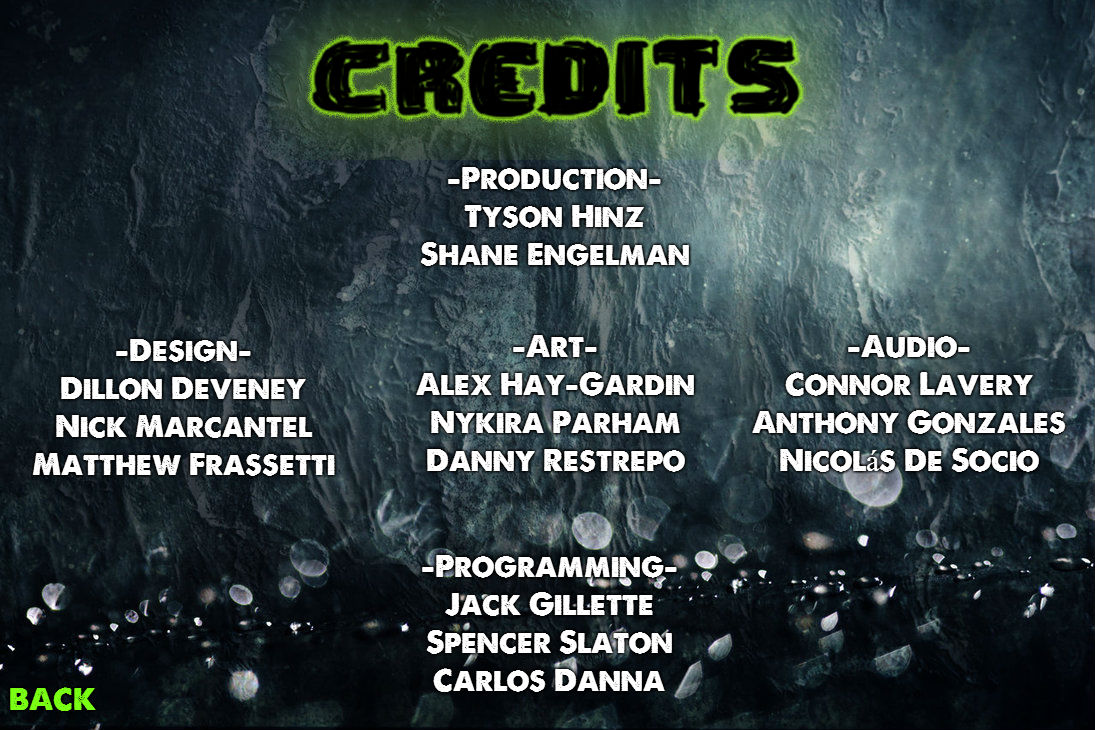 CREDITS
-Production-
Tyson Hinz
Shane Engelman
-Design-
Dillon Deveney
Nick Marcantel
Matthew Frassetti
-Art-
Alex Hay-Gardin
Nykira Parham
Danny Restrepo
-Audio-
Connor Lavery
Anthony Gonzales
Nicolás De Socio
-Programming-
Jack Gillette
Spencer Slaton
Carlos Danna
BACK